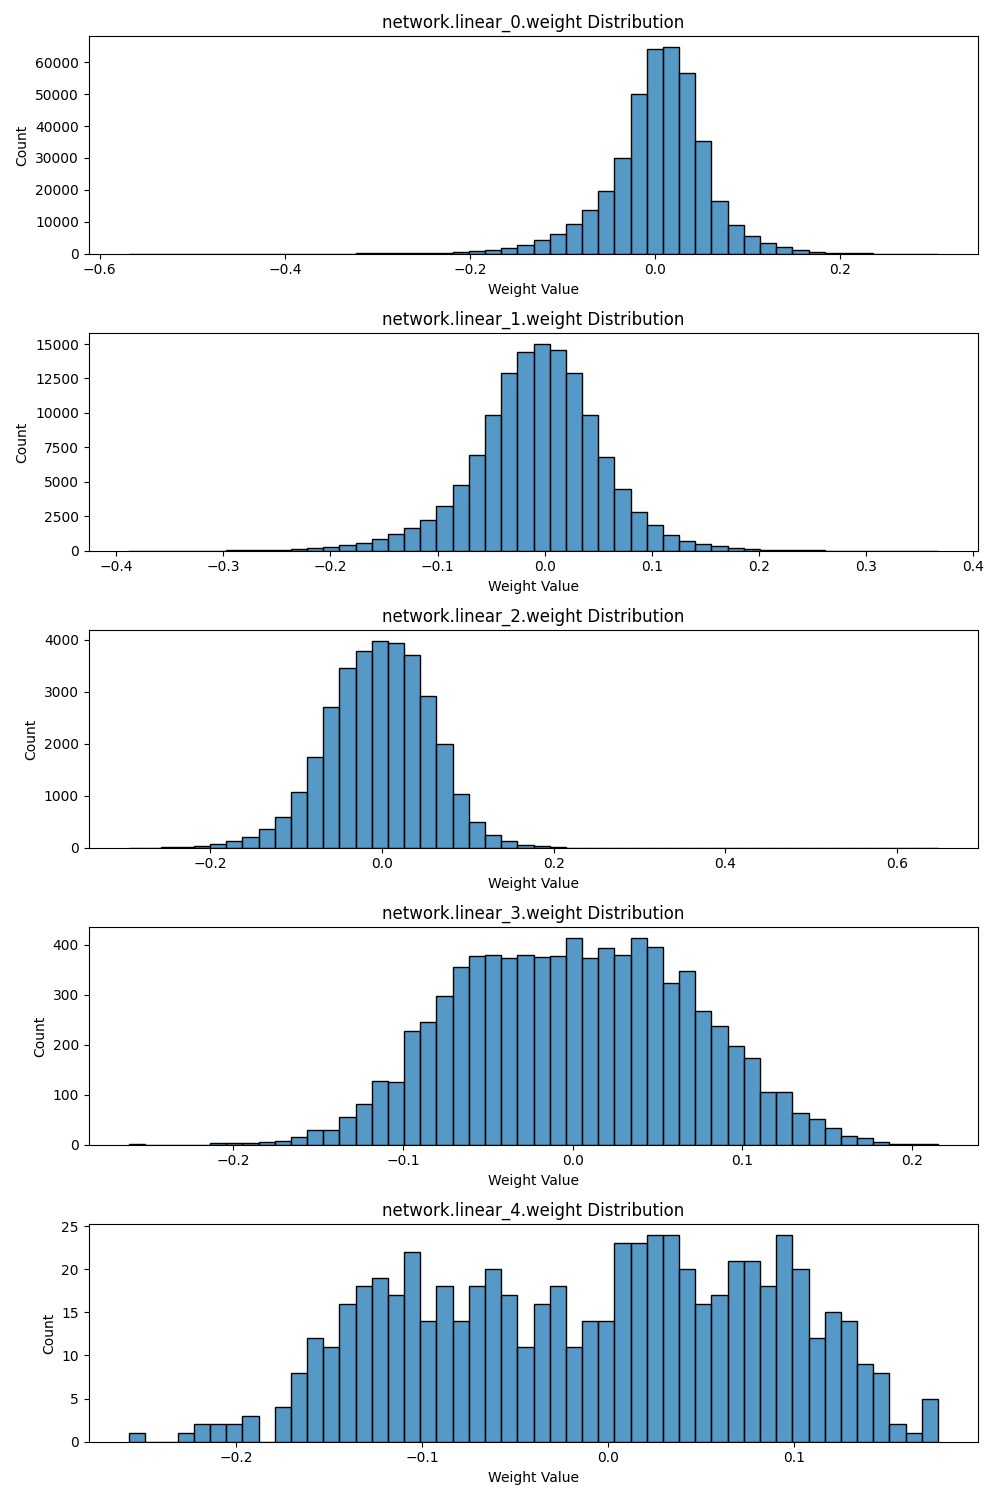 network.linear_0.weight Distribution
60000
50000
40000
30000
20000
10000
0
Count
−0.6 −0.4 −0.2 0.0 0.2
Weight Value
network.linear_1.weight Distribution
15000
12500
10000
7500
5000
2500
0
Count
−0.4 −0.3 −0.2 −0.1 0.0 0.1 0.2 0.3 0.4
Weight Value
network.linear_2.weight Distribution
4000
3000
2000
1000
0
Count
−0.2 0.0 0.2 0.4 0.6
Weight Value
network.linear_3.weight Distribution
400
300
200
100
0
Count
−0.2 −0.1 0.0 0.1 0.2
Weight Value
network.linear_4.weight Distribution
25
20
15
10
5
0
Count
−0.2 −0.1 0.0 0.1
Weight Value